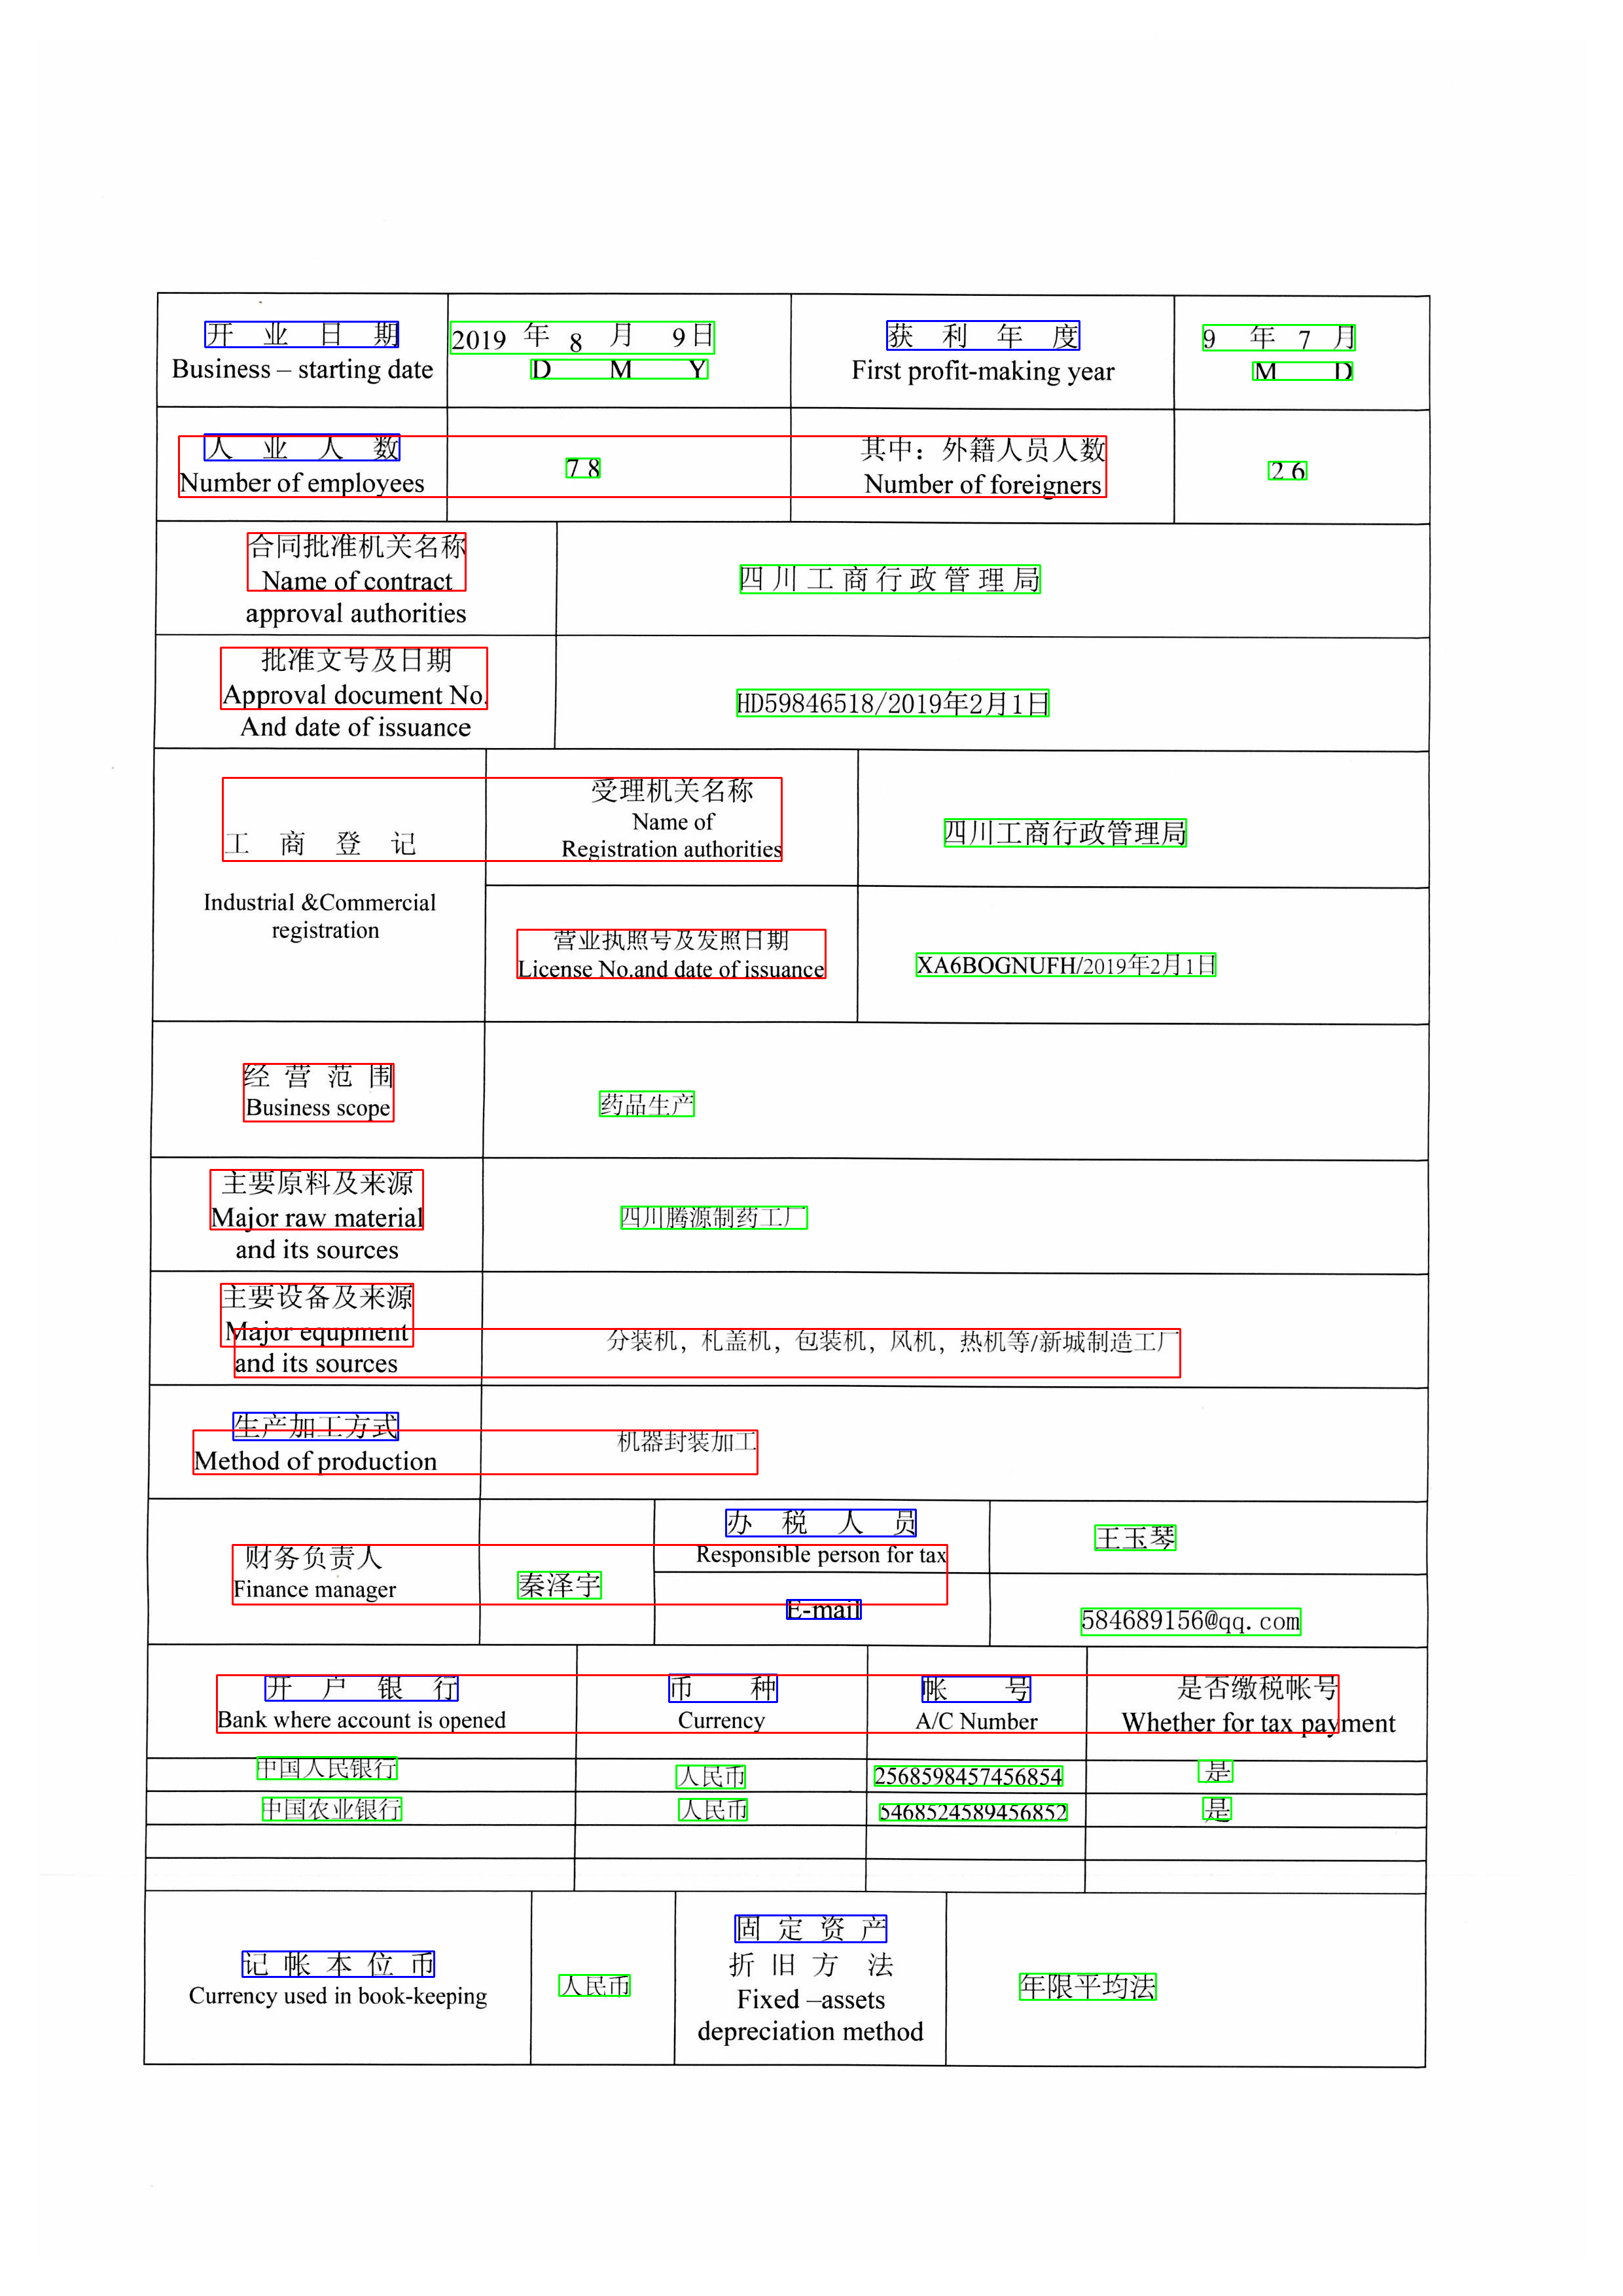 开 业 日 期
Business – starting date
2019 年 8 月 9日
D M Y
获 利 年 度
First profit-making year
9 年 7 月
M D
人 业 人 数
Number of employees
7 8
其中：外籍人员人数
Number of foreigners
2 6
合同批准机关名称
Name of contract
approval authorities
四川工商行政管理局
批准文号及日期
Approval document No.
And date of issuance
HD59846518/2019年2月1日
工 商 登 记
Industrial &Commercial
registration
受理机关名称
Name of
Registration authorities
四川工商行政管理局
营业执照号及发照日期
License No.and date of issuance
XA6BOGNUFH/2019年2月1日
经 营 范 围
Business scope
药品生产
主要原料及来源
Major raw material
and its sources
四川腾源制药工厂
主要设备及来源
Major equpment
and its sources
分装机，札盖机，包装机，风机，热机等/新城制造工厂
生产加工方式
Method of production
机器封装加工
财务负责人
Finance manager
秦泽宇
办 税 人 员
Responsible person for tax
王玉琴
E-mail
584689156@qq.com
开 户 银 行
Bank where account is opened
币 种
Currency
帐 号
A/C Number
是否缴税帐号
Whether for tax payment
中国人民银行 人民币 2568598457456854 是
中国农业银行 人民币 5468524589456852 是
记 帐 本 位 币
Currency used in book-keeping
人民币
固 定 资 产
折 旧 方 法
Fixed –assets
depreciation method
年限平均法